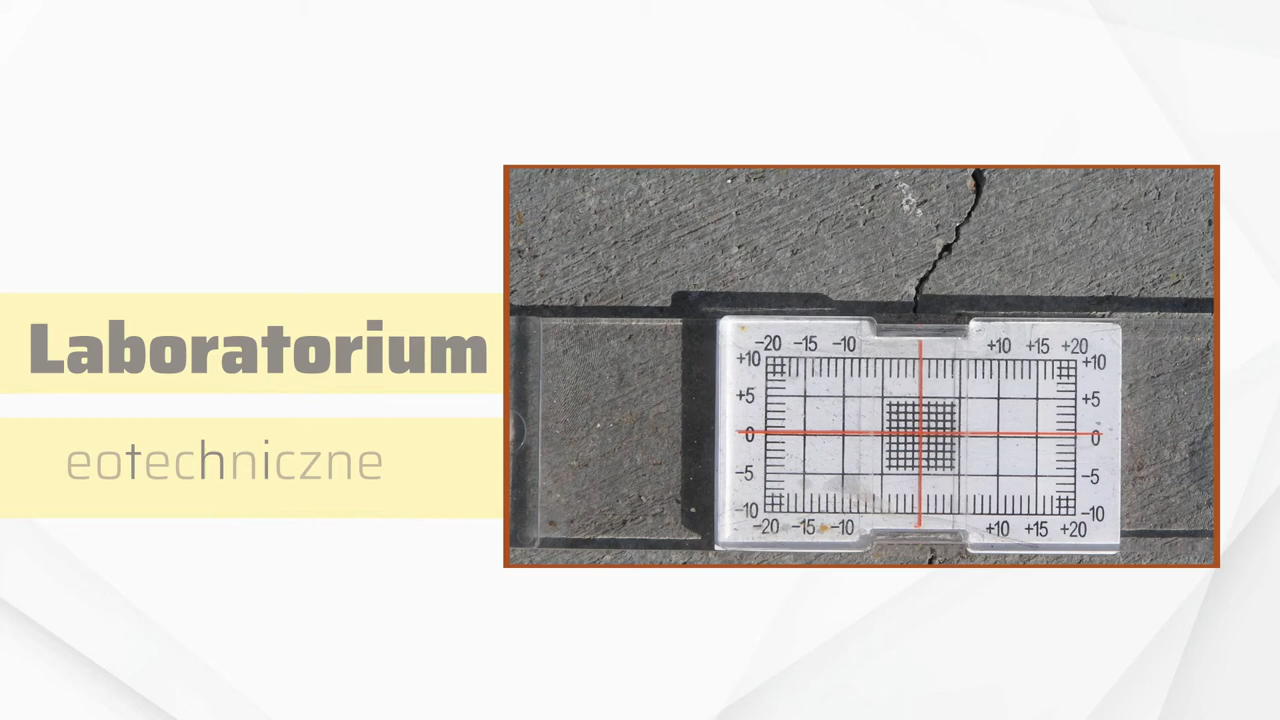 Laboratorium
eotechniczne
-20 -15 -10 +10 +15 +20
+10 +10
+5 +5
0 0
-5 -5
-10 -10
-20 -15 -10 +10 +15 +20